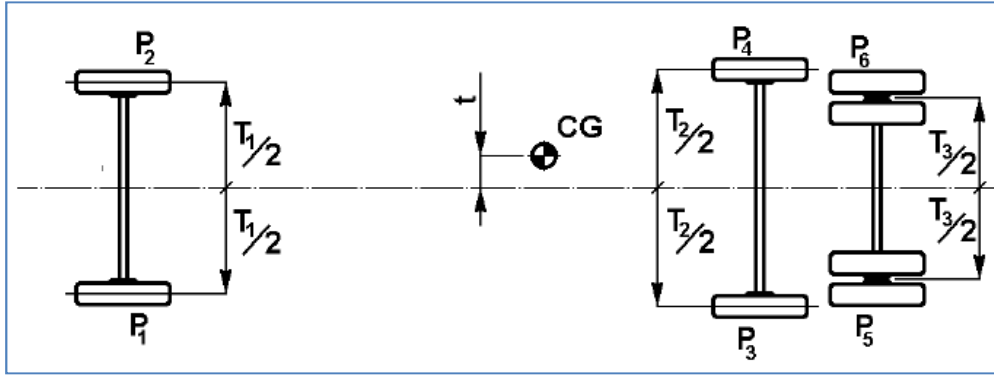 P₂
P₄
P₆
t
CG
T₁/2
T₂/2
T₃/2
T₁/2
T₂/2
T₃/2
P₁
P₃
P₅